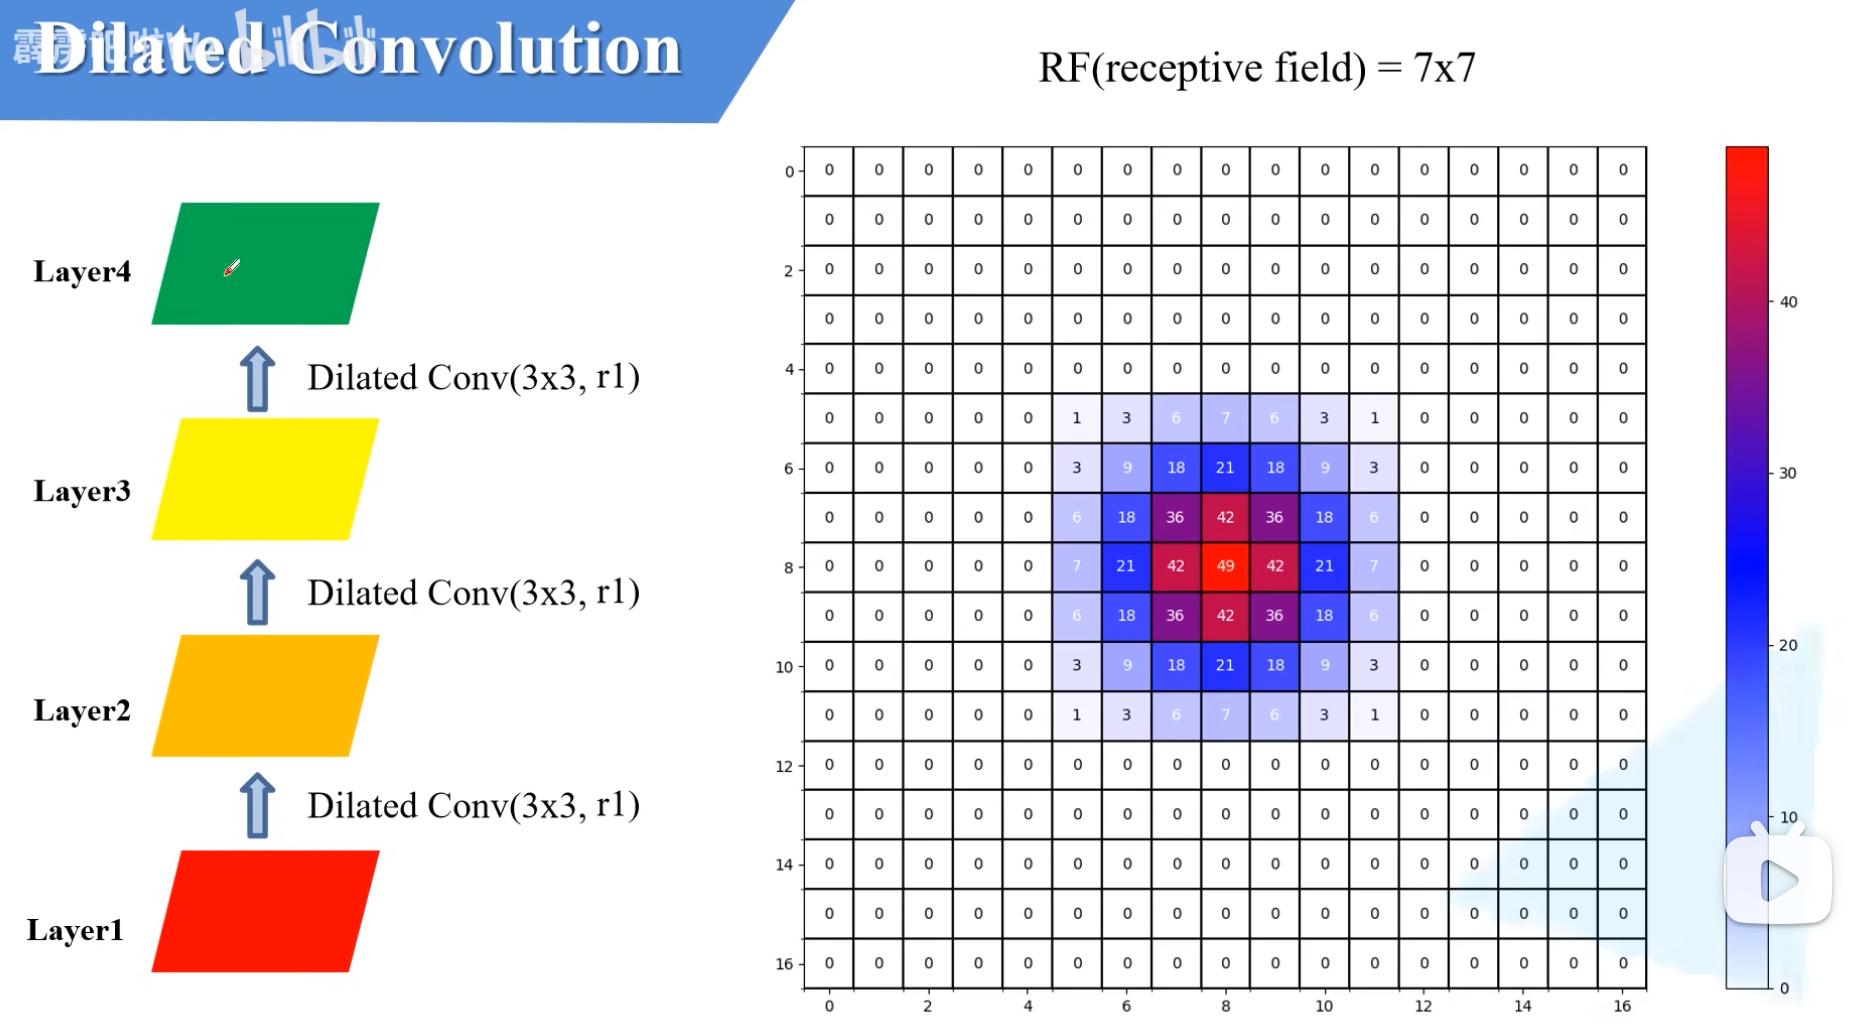 Dilated Convolution
霹雳吧啦Wz bilibili
RF(receptive field) = 7x7
Layer4
Dilated Conv(3x3, r1)
Layer3
Dilated Conv(3x3, r1)
Layer2
Dilated Conv(3x3, r1)
Layer1
0 0 0 0 0 0 0 0 0 0 0 0 0 0 0 0 0 0
0 0 0 0 0 0 0 0 0 0 0 0 0 0 0 0 0
2 0 0 0 0 0 0 0 0 0 0 0 0 0 0 0 0 0
0 0 0 0 0 0 0 0 0 0 0 0 0 0 0 0 0
4 0 0 0 0 0 0 0 0 0 0 0 0 0 0 0 0 0
0 0 0 0 0 1 3 6 7 6 3 1 0 0 0 0 0
6 0 0 0 0 0 3 9 18 21 18 9 3 0 0 0 0 0
0 0 0 0 0 6 18 36 42 36 18 6 0 0 0 0 0
8 0 0 0 0 0 7 21 42 49 42 21 7 0 0 0 0 0
0 0 0 0 0 6 18 36 42 36 18 6 0 0 0 0 0
10 0 0 0 0 0 3 9 18 21 18 9 3 0 0 0 0 0
0 0 0 0 0 1 3 6 7 6 3 1 0 0 0 0 0
12 0 0 0 0 0 0 0 0 0 0 0 0 0 0 0 0 0
0 0 0 0 0 0 0 0 0 0 0 0 0 0 0 0 0
14 0 0 0 0 0 0 0 0 0 0 0 0 0 0 0 0 0
0 0 0 0 0 0 0 0 0 0 0 0 0 0 0 0 0
16 0 0 0 0 0 0 0 0 0 0 0 0 0 0 0 0 0
0 2 4 6 8 10 12 14 16
40
30
20
10
0